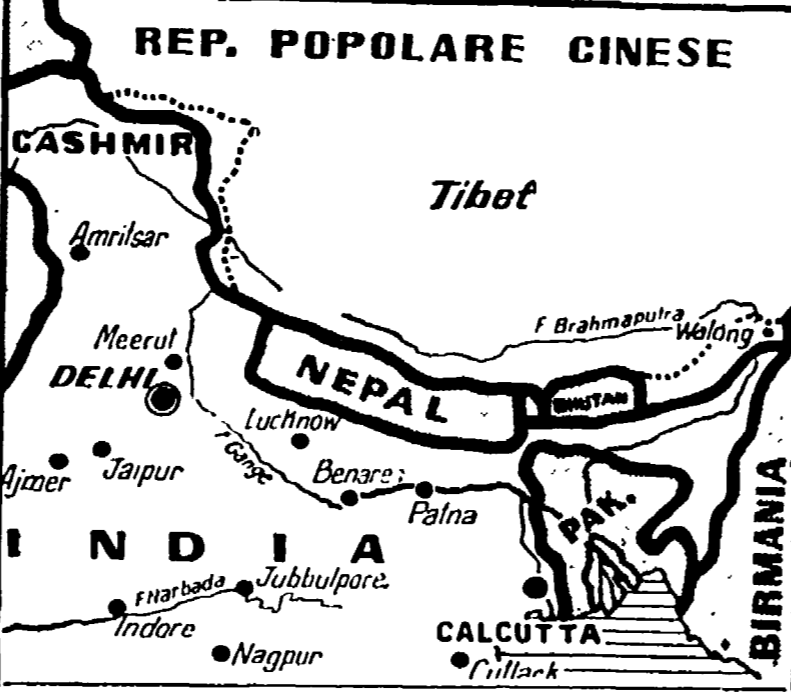 REP. POPOLARE CINESE
CASHMIR
Tibet
Amritsar
F Brahmaputra
Walong
Meerut
DELHI
NEPAL
BHUTAN
Lucknow
F Gange
Ajmer
Jaipur
Benares
Patna
PAK.
BIRMANIA
INDIA
F Narbada
Jubbulpore
Indore
CALCUTTA
Nagpur
Cuttack